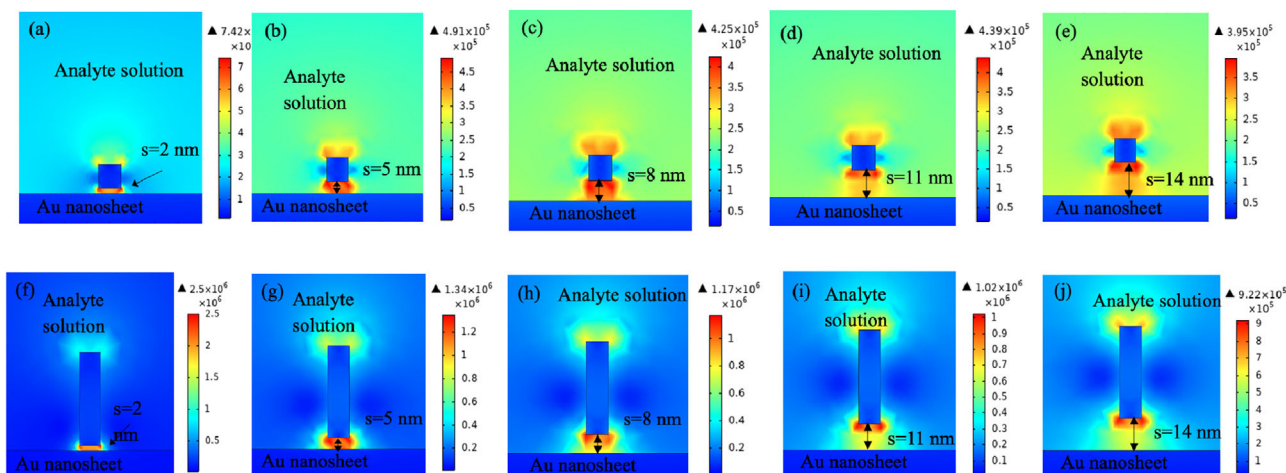 (a)
▲ 7.42
×10
7
6
5
4
3
2
1
Analyte solution
s=2 nm
Au nanosheet
(b)
▲ 4.91
×10⁵
×10⁵
4.5
4
3.5
3
2.5
2
1.5
1
0.5
Analyte
solution
s=5 nm
Au nanosheet
(c)
▲ 4.25
×10⁵
×10⁵
4
3.5
3
2.5
2
1.5
1
0.5
Analyte solution
s=8 nm
Au nanosheet
(d)
▲ 4.39
×10⁵
×10⁵
4
3.5
3
2.5
2
1.5
1
0.5
Analyte solution
s=11 nm
Au nanosheet
(e)
▲ 3.95
×10⁵
×10⁵
3.5
3
2.5
2
1.5
1
0.5
Analyte
solution
s=14 nm
Au nanosheet
(f)
▲ 2.5×10⁶
×10⁶
2.5
2
1.5
1
0.5
0
Analyte
solution
s=2
nm
Au nanosheet
(g)
▲ 1.34×10⁶
×10⁶
1.2
1
0.8
0.6
0.4
0.2
Analyte
solution
s=5 nm
Au nanosheet
(h)
▲ 1.17×10⁶
×10⁶
1
0.8
0.6
0.4
0.2
Analyte solution
s=8 nm
Au nanosheet
(i)
▲ 1.02×10⁶
×10⁶
1
0.9
0.8
0.7
0.6
0.5
0.4
0.3
0.2
0.1
Analyte
solution
s=11 nm
Au nanosheet
(j)
▲ 9.22×10⁵
×10⁵
9
8
7
6
5
4
3
2
1
Analyte solution
s=14 nm
Au nanosheet